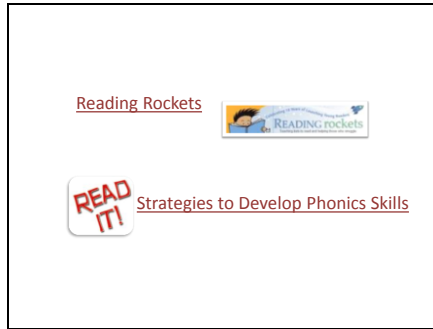 Reading Rockets
READING rockets
READ
IT!
Strategies to Develop Phonics Skills